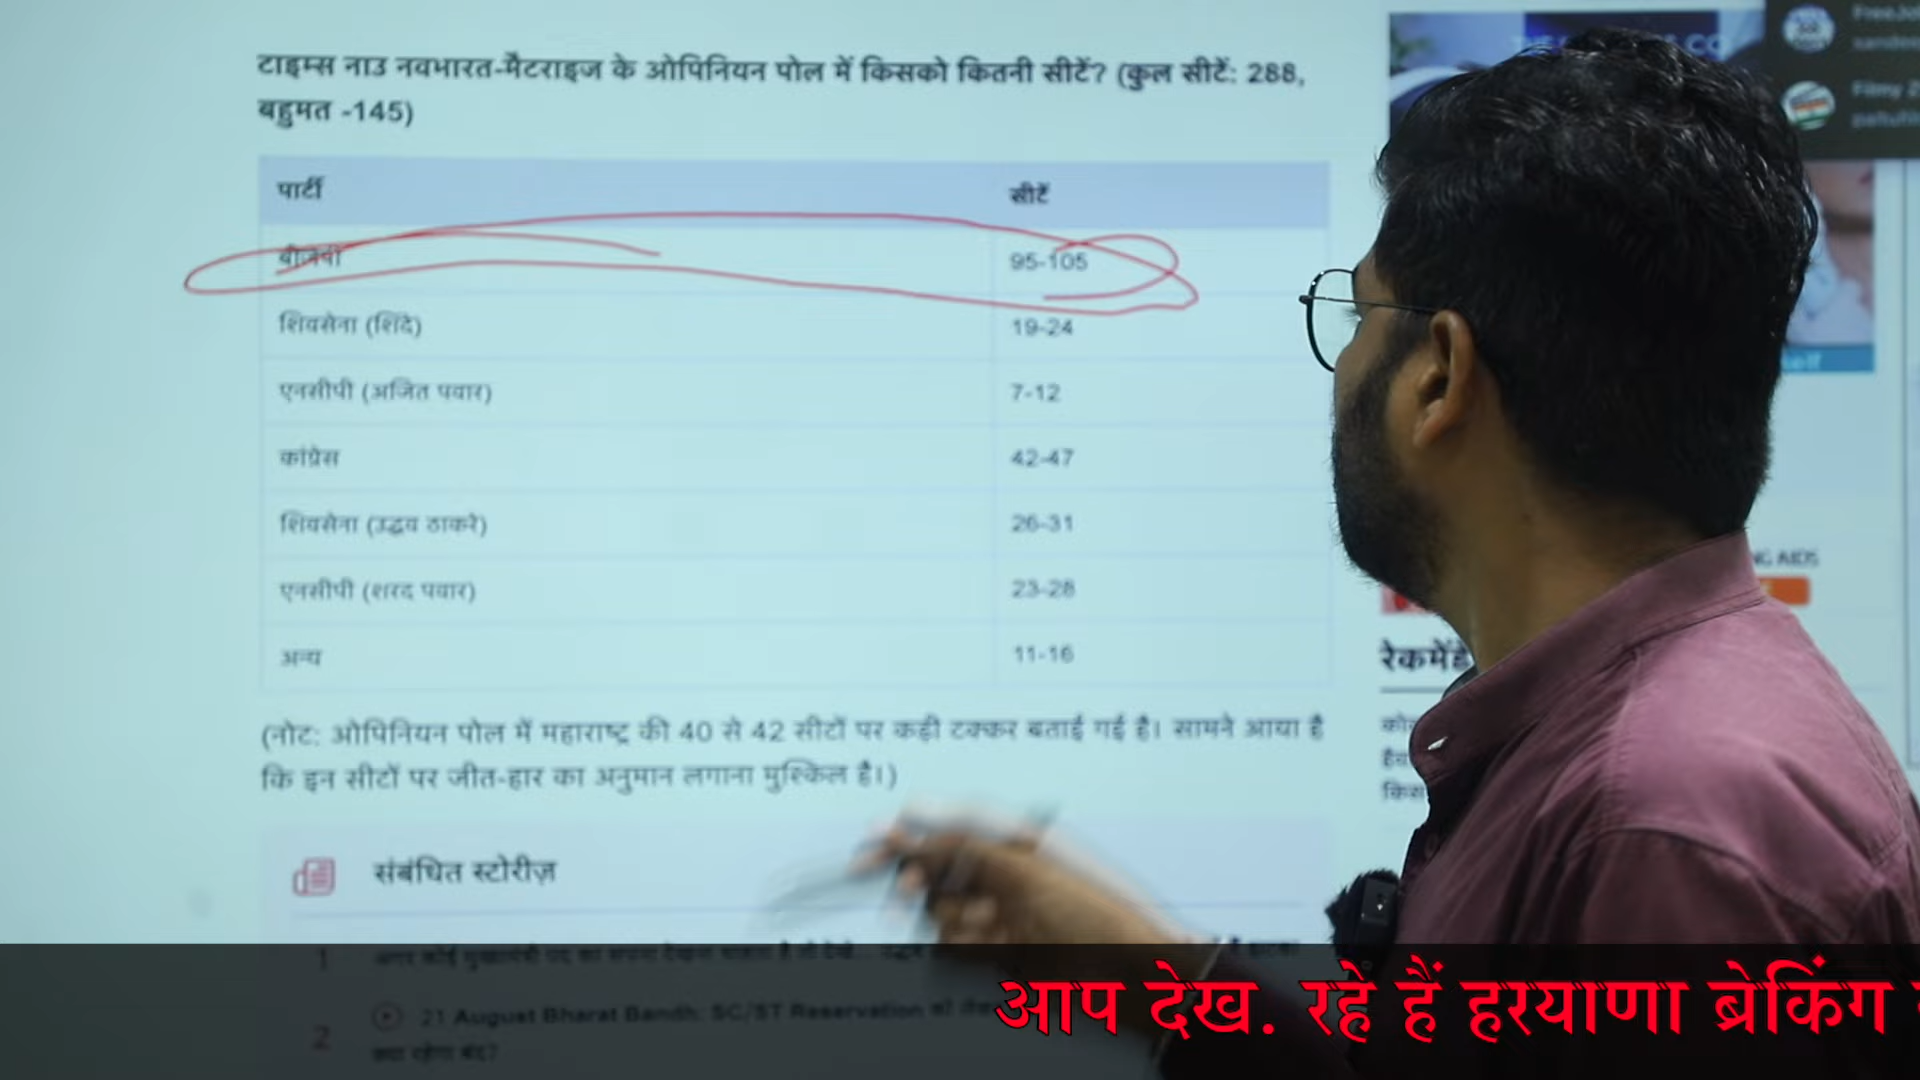 टाइम्स नाउ नवभारत-मैटराइज के ओपिनियन पोल में किसको कितनी सीटें? (कुल सीटें: 288,
बहुमत -145)
पार्टी सीटें
बीजेपी 95-105
शिवसेना (शिंदे) 19-24
एनसीपी (अजित पवार) 7-12
कांग्रेस 42-47
शिवसेना (उद्धव ठाकरे) 26-31
एनसीपी (शरद पवार) 23-28
अन्य 11-16
(नोट: ओपिनियन पोल में महाराष्ट्र की 40 से 42 सीटों पर कड़ी टक्कर बताई गई है। सामने आया है
कि इन सीटों पर जीत-हार का अनुमान लगाना मुश्किल है।)
संबंधित स्टोरीज़
1
2 21 August Bharat Bandh: SC/ST Reservation को
क्या रहेगा बंद?
आप देख. रहे हैं हरयाणा ब्रेकिंग